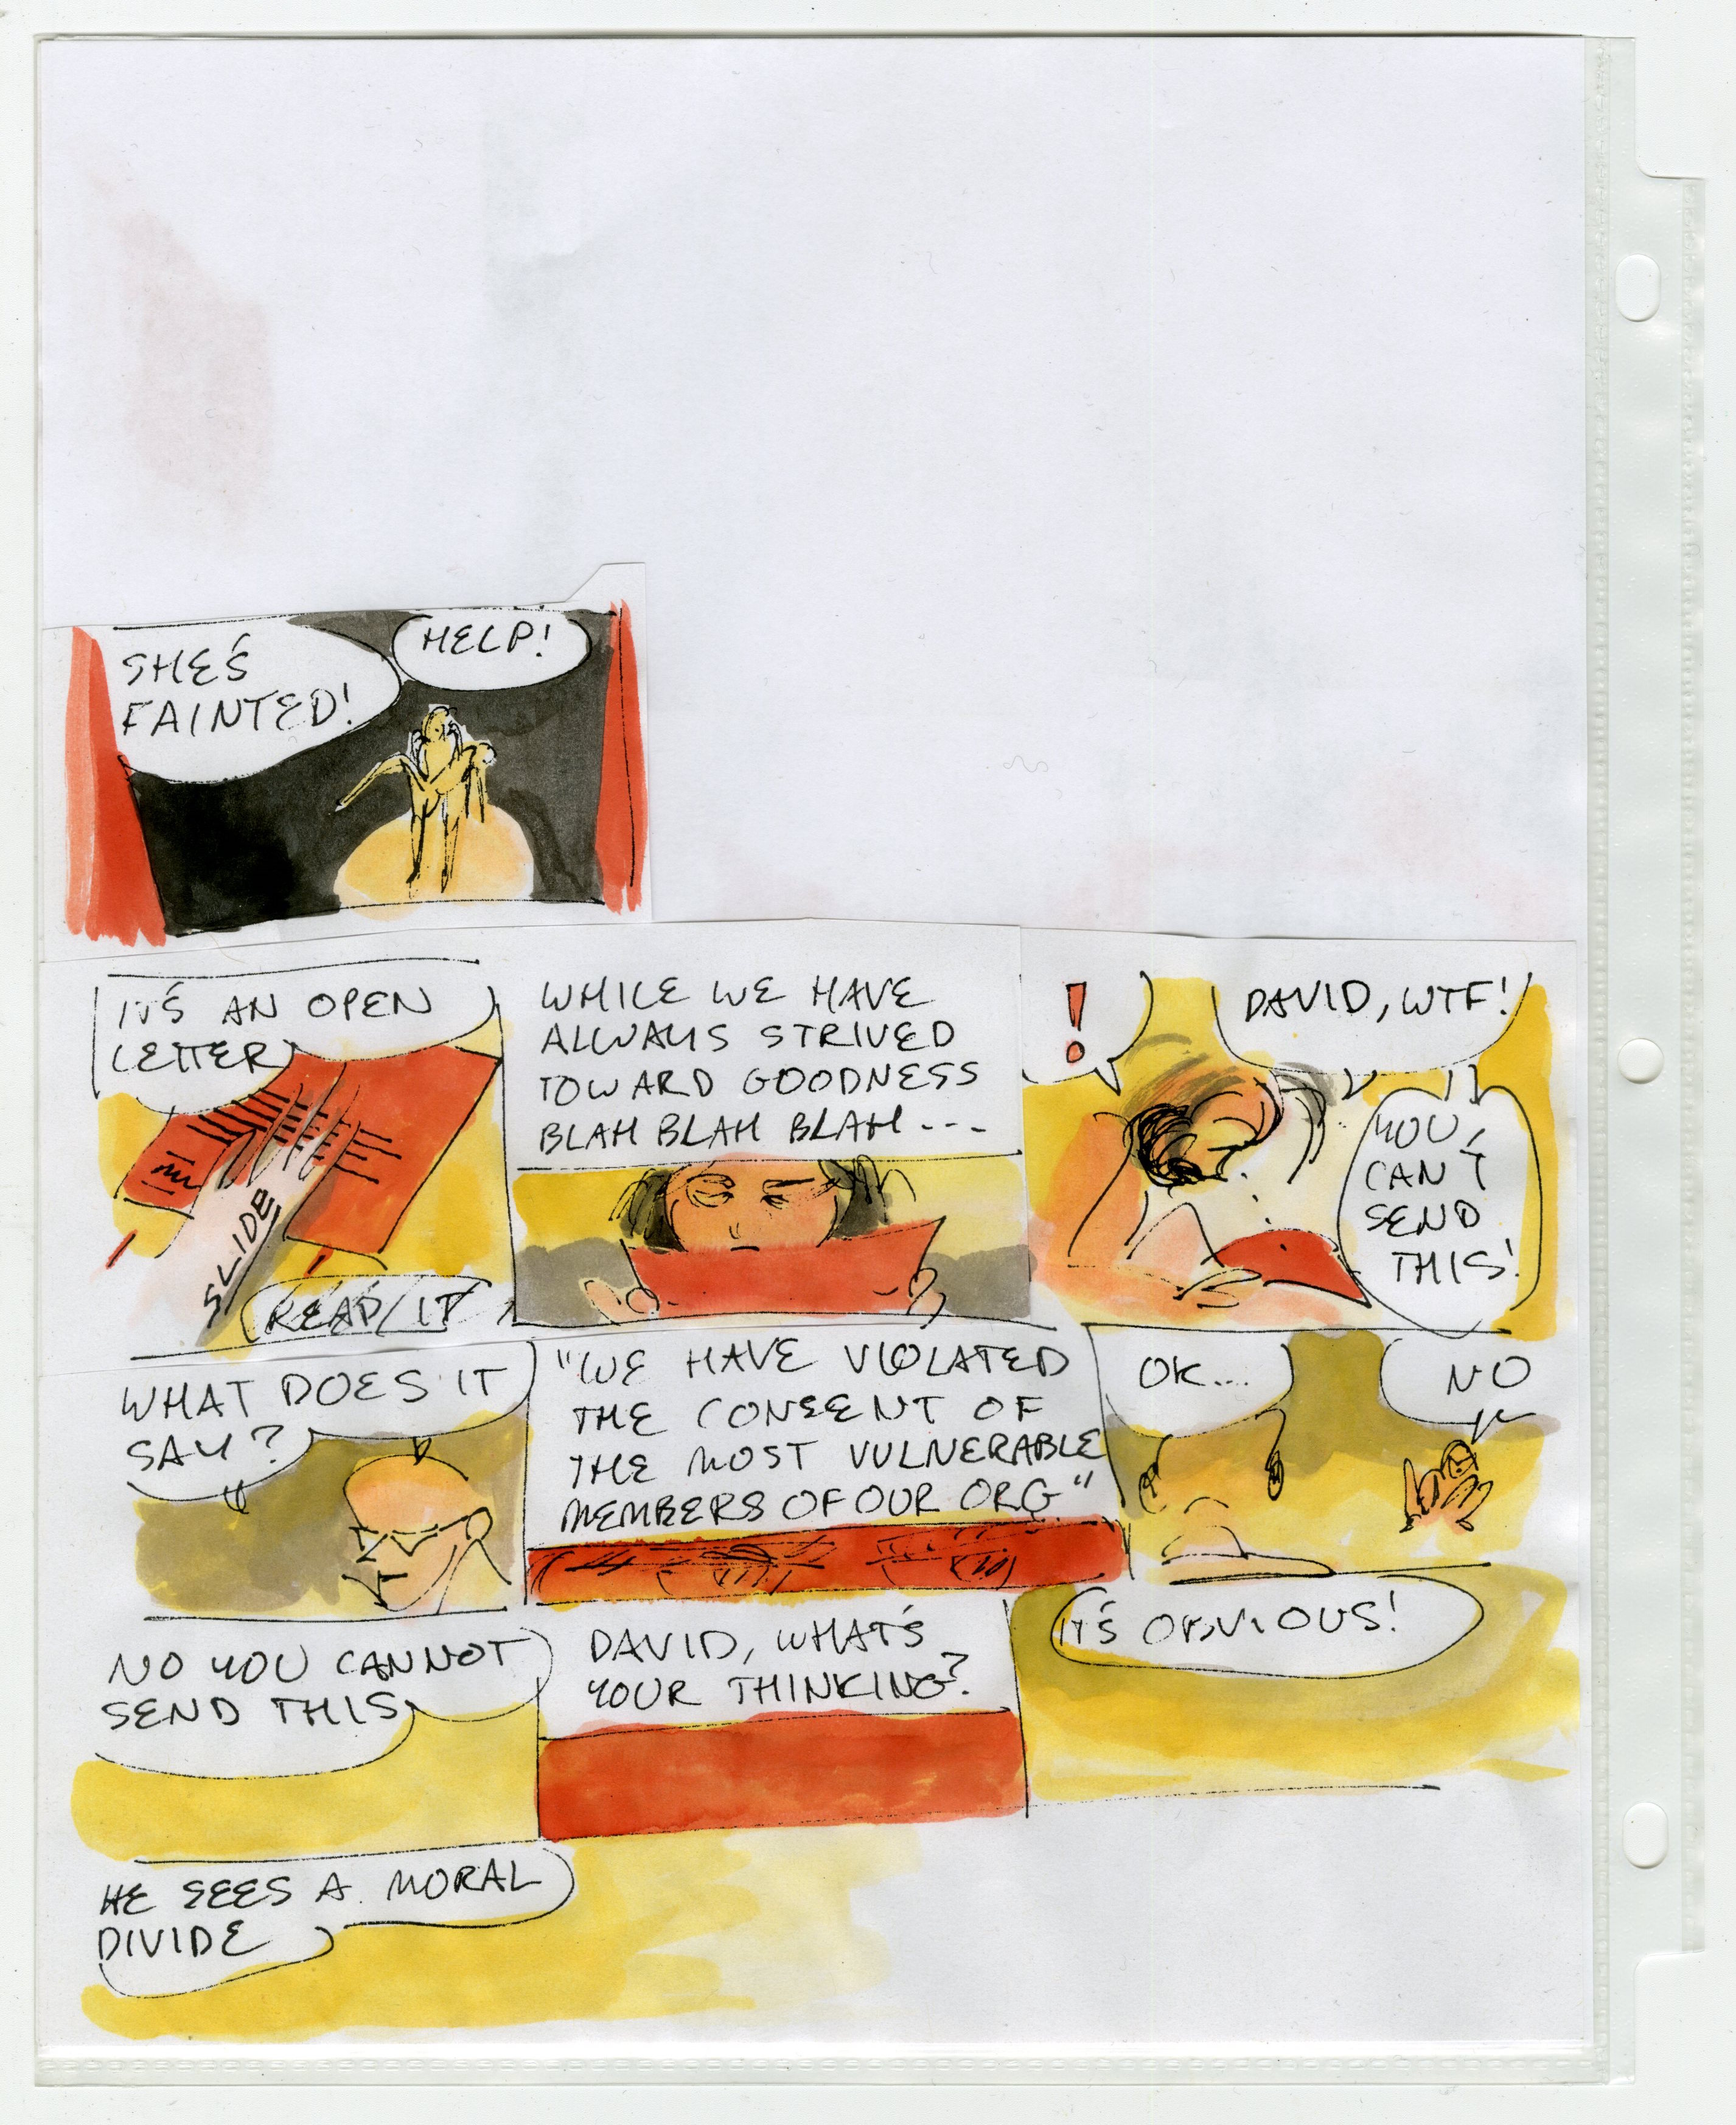 SHE'S
FAINTED!
HELP!
IT'S AN OPEN
LETTER
SLIDE
READ IT
WHILE WE HAVE
ALWAYS STRIVED
TOWARD GOODNESS
BLAH BLAH BLAH ---
!
DAVID, WTF!
YOU
CAN'T
SEND
THIS!
WHAT DOES IT
SAY?
"WE HAVE VIOLATED
THE CONSENT OF
THE MOST VULNERABLE
MEMBERS OF OUR ORG"
OK...
NO
NO YOU CANNOT
SEND THIS
DAVID, WHAT'S
YOUR THINKING?
IT'S OBVIOUS!
HE SEES A MORAL
DIVIDE